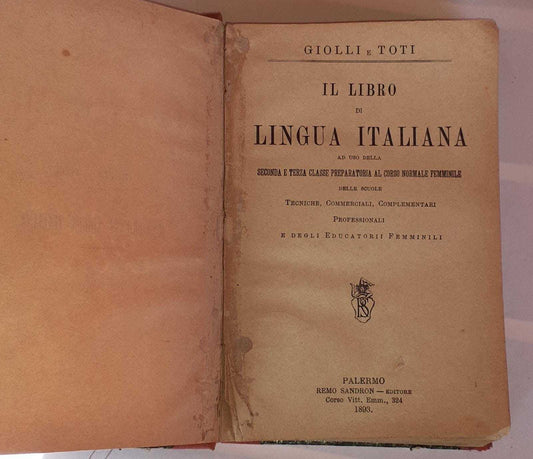 GIOLLI E TOTI
IL LIBRO
DI
LINGUA ITALIANA
AD USO DELLA
SECONDA E TERZA CLASSE PREPARATORIA AL CORSO NORMALE FEMMINILE
DELLE SCUOLE
TECNICHE, COMMERCIALI, COMPLEMENTARI
PROFESSIONALI
E DEGLI EDUCATORII FEMMINILI
RS
PALERMO
REMO SANDRON — EDITORE
Corso Vitt. Emm., 324
1893.